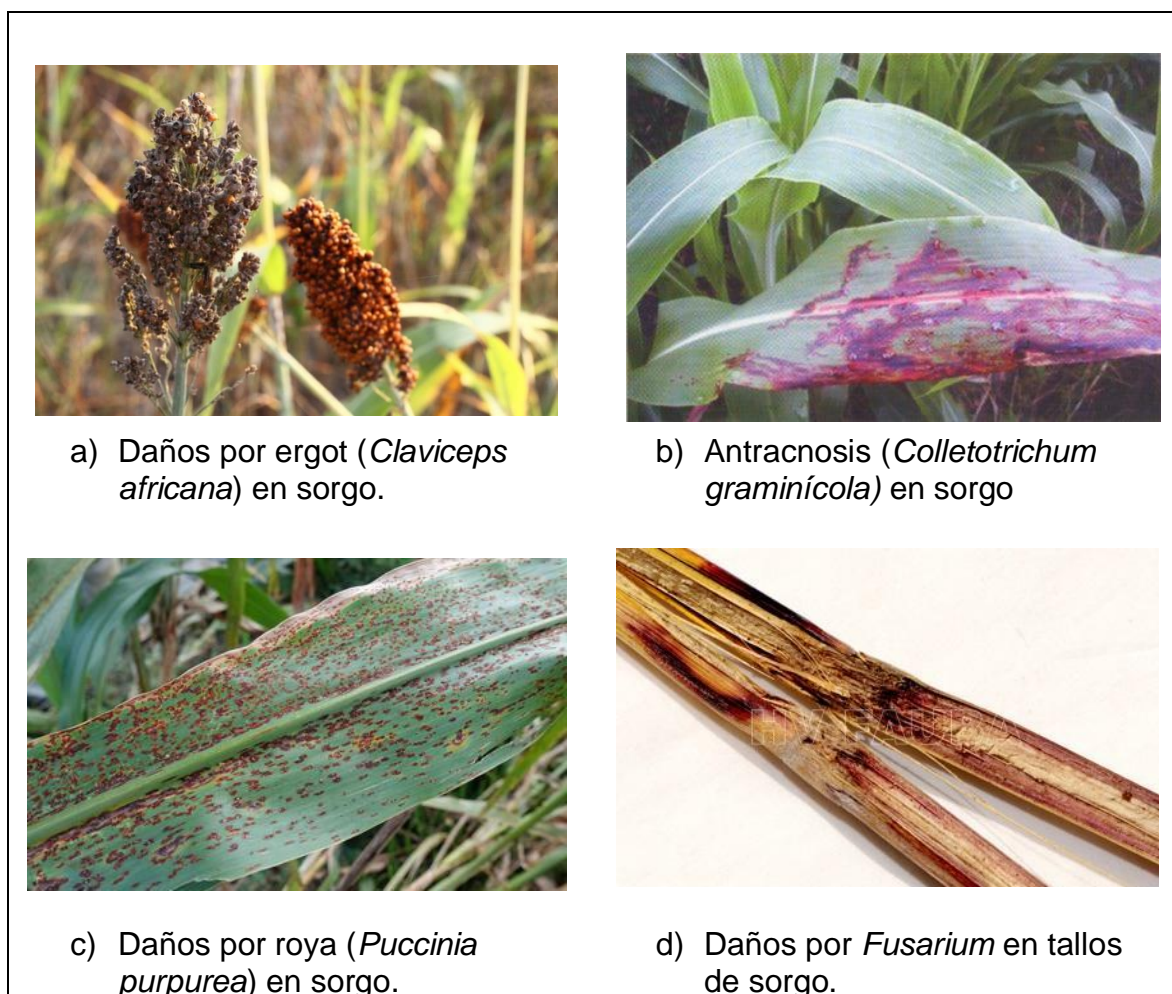 a) Daños por ergot (Claviceps
africana) en sorgo.
b) Antracnosis (Colletotrichum
graminícola) en sorgo
c) Daños por roya (Puccinia
purpurea) en sorgo.
d) Daños por Fusarium en tallos
de sorgo.